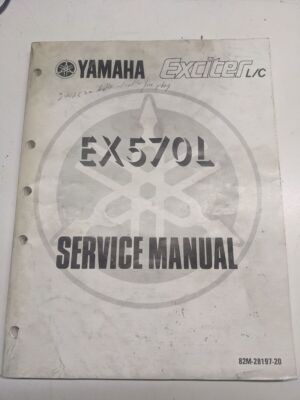 YAMAHA Exciter L/C
EX570L
SERVICE MANUAL
82M-28197-20